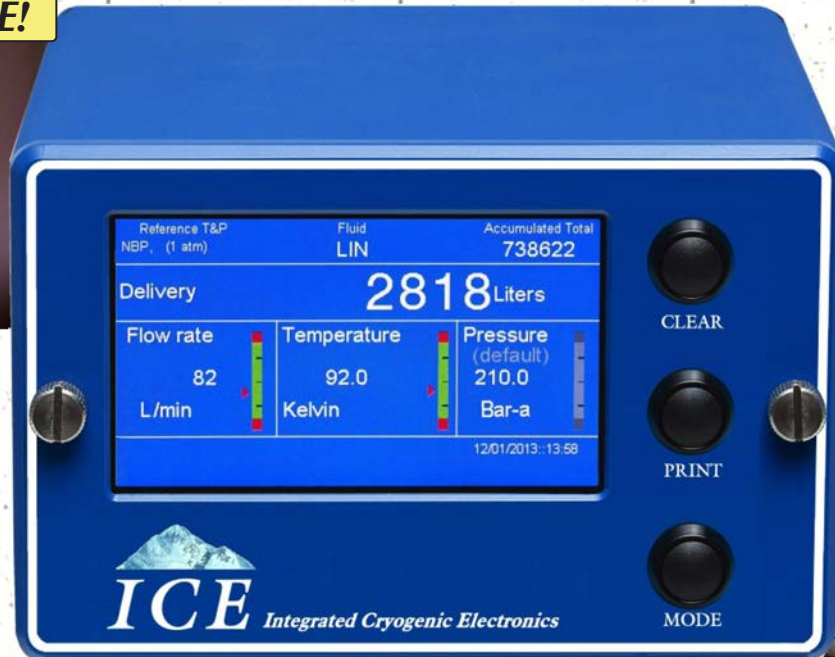 E!
Reference T&P Fluid Accumulated Total
NBP, (1 atm) LIN 738622
Delivery 2818 Liters
Flow rate Temperature Pressure
(default)
82 92.0 210.0
L/min Kelvin Bar-a
12/01/2013::13:58
CLEAR
PRINT
MODE
ICE Integrated Cryogenic Electronics